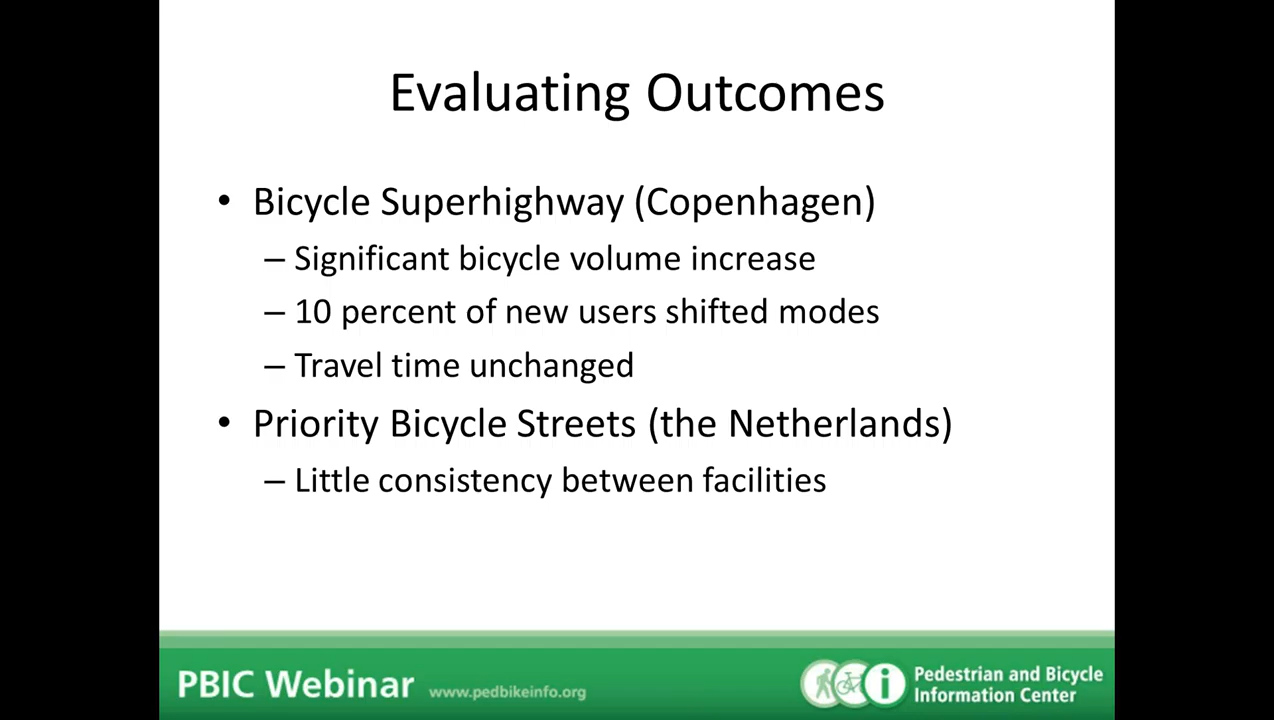 Evaluating Outcomes
• Bicycle Superhighway (Copenhagen)
– Significant bicycle volume increase
– 10 percent of new users shifted modes
– Travel time unchanged
• Priority Bicycle Streets (the Netherlands)
– Little consistency between facilities
PBIC Webinar www.pedbikeinfo.org
Pedestrian and Bicycle
Information Center